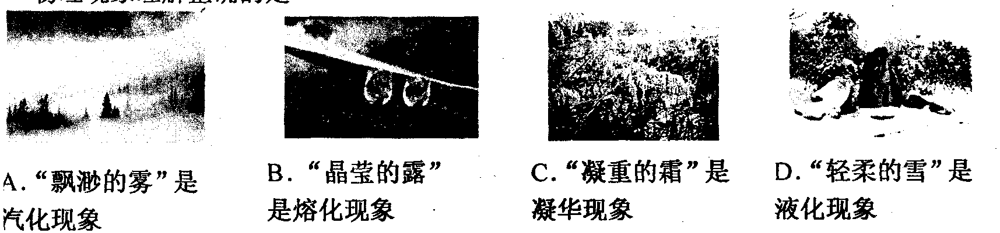 A.“飘渺的雾”是
汽化现象
B.“晶莹的露”
是熔化现象
C.“凝重的霜”是
凝华现象
D.“轻柔的雪”是
液化现象